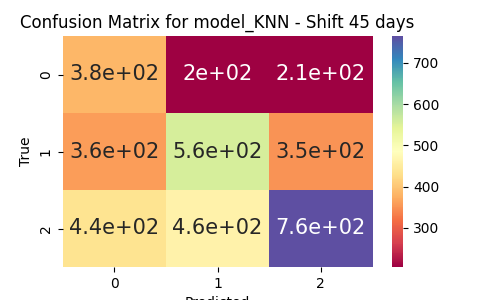 Confusion Matrix for model_KNN - Shift 45 days
0 3.8e+02 2e+02 2.1e+02
1 3.6e+02 5.6e+02 3.5e+02
2 4.4e+02 4.6e+02 7.6e+02
True
0 1 2
Predicted
700
600
500
400
300